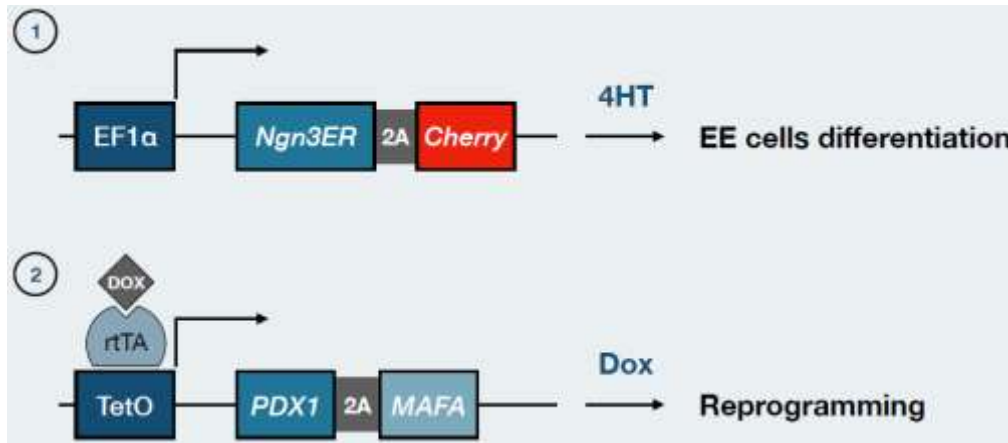 1
4HT
EF1α Ngn3ER 2A Cherry EE cells differentiation
2
DOX
rtTA
Dox
TetO PDX1 2A MAFA Reprogramming